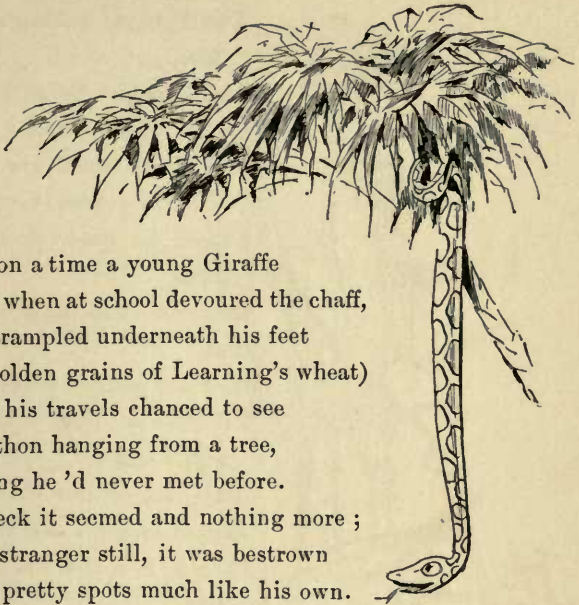 on a time a young Giraffe
when at school devoured the chaff,
trampled underneath his feet
olden grains of Learning's wheat)
his travels chanced to see
thon hanging from a tree,
ng he 'd never met before.
eck it seemed and nothing more ;
stranger still, it was bestrown
pretty spots much like his own.